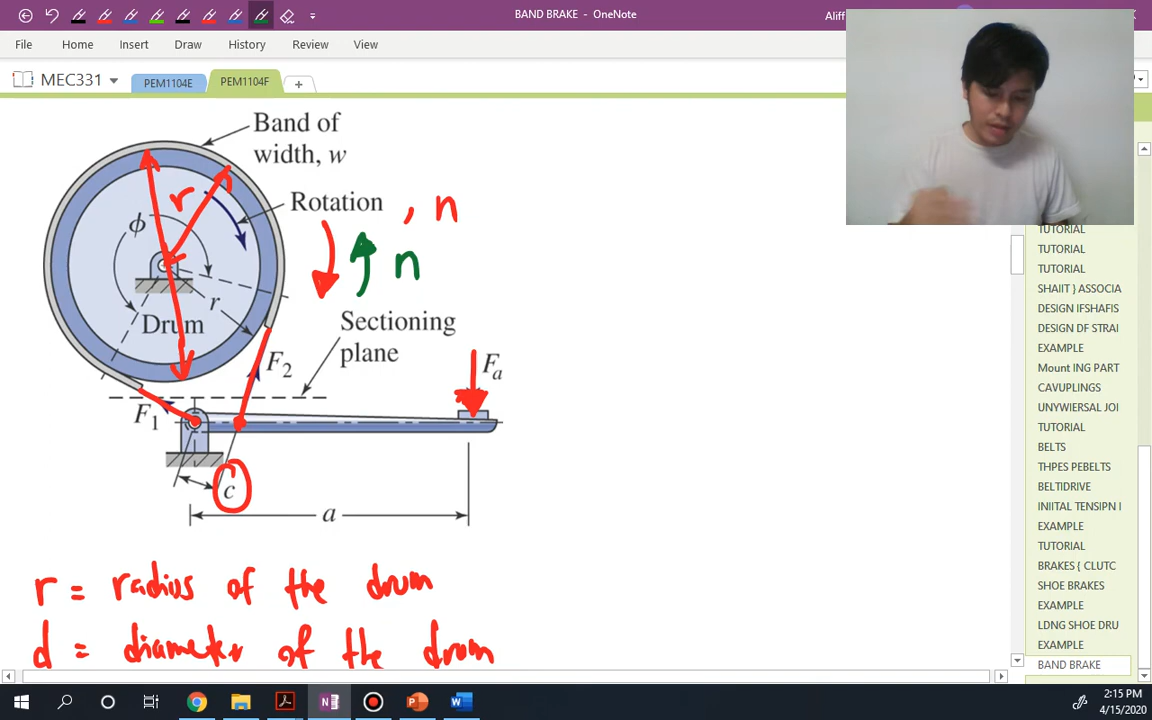 BAND BRAKE - OneNote
Aliff
File Home Insert Draw History Review View
MEC331
PEM1104E
PEM1104F
Band of
width, w
Rotation
, n
n
r
ϕ
r
Drum
Sectioning
plane
F2
Fa
F1
c
a
r = radius of the drum
d = diameter of the drum
TUTORIAL
TUTORIAL
TUTORIAL
SHAIIT } ASSOCIA
DESIGN IFSHAFIS
DESIGN DF STRAI
EXAMPLE
Mount ING PART
CAVUPLINGS
UNYWIERSAL JOI
TUTORIAL
BELTS
THPES PEBELTS
BELTIDRIVE
INIITAL TENSIPN I
EXAMPLE
TUTORIAL
BRAKES { CLUTC
SHOE BRAKES
EXAMPLE
LDNG SHOE DRU
EXAMPLE
BAND BRAKE
2:15 PM
4/15/2020